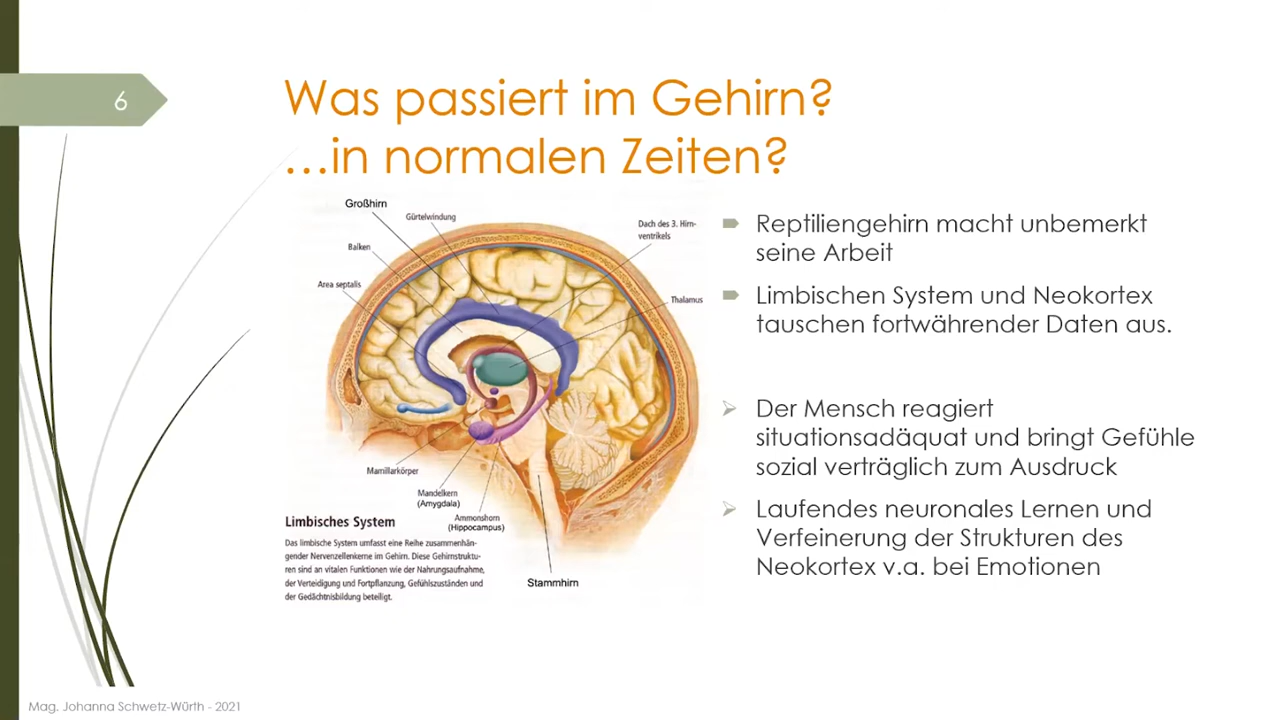 6
Was passiert im Gehirn?
…in normalen Zeiten?
Großhirn
Gürtelwindung
Balken
Area septalis
Dach des 3. Hirn-
ventrikels
Thalamus
Mamillarkörper
Mandelkern
(Amygdala)
Ammonshorn
(Hippocampus)
Stammhirn
Limbisches System
Das limbische System umfasst eine Reihe zusammenhän-
gender Nervenzellenkerne im Gehirn. Diese Gehirnstruktu-
ren sind an vitalen Funktionen wie der Nahrungsaufnahme,
der Verteidigung und Fortpflanzung, Gefühlszuständen und
der Gedächtnisbildung beteiligt.
Reptiliengehirn macht unbemerkt
seine Arbeit
Limbischen System und Neokortex
tauschen fortwährender Daten aus.
Der Mensch reagiert
situationsadäquat und bringt Gefühle
sozial verträglich zum Ausdruck
Laufendes neuronales Lernen und
Verfeinerung der Strukturen des
Neokortex v.a. bei Emotionen
Mag. Johanna Schwetz-Würth - 2021